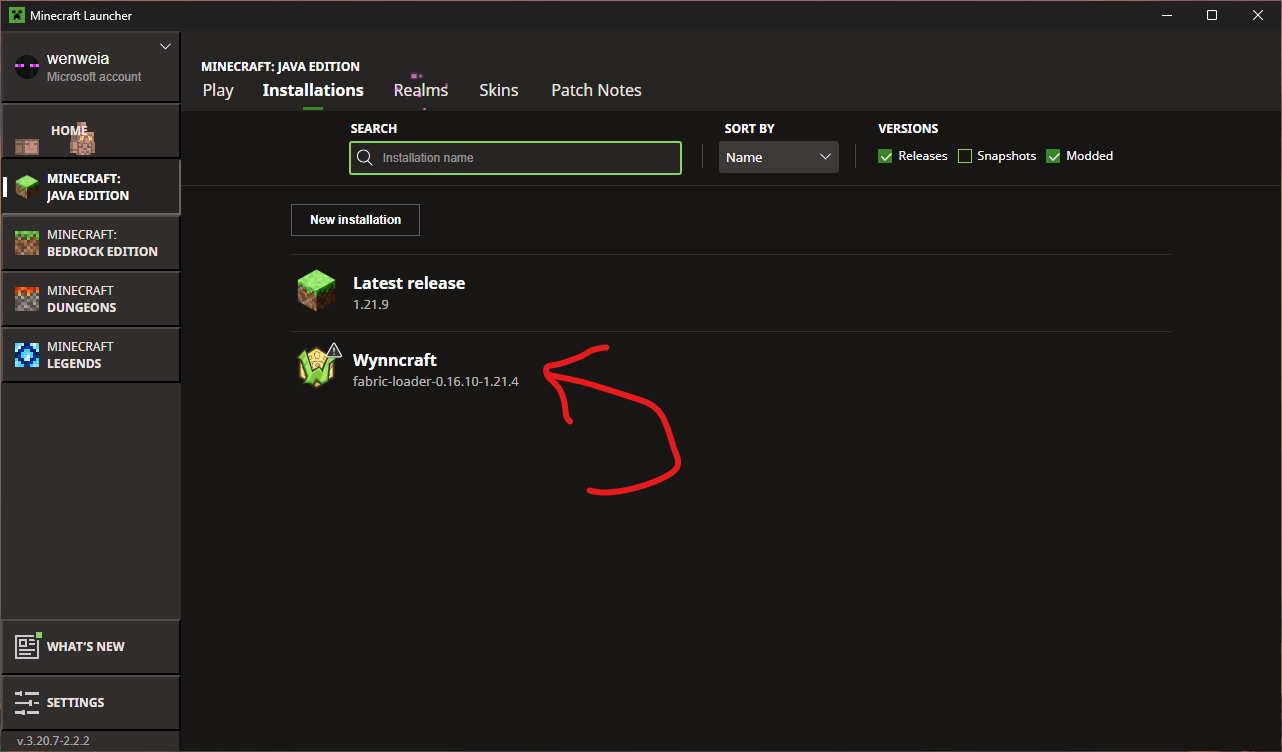 Minecraft Launcher
wenweia
Microsoft account
HOME
MINECRAFT:
JAVA EDITION
MINECRAFT:
BEDROCK EDITION
MINECRAFT
DUNGEONS
MINECRAFT
LEGENDS
WHAT'S NEW
SETTINGS
v.3.20.7-2.2.2
MINECRAFT: JAVA EDITION
Play Installations Realms Skins Patch Notes
SEARCH SORT BY VERSIONS
Installation name Name Releases Snapshots Modded
New installation
Latest release
1.21.9
Wynncraft
fabric-loader-0.16.10-1.21.4